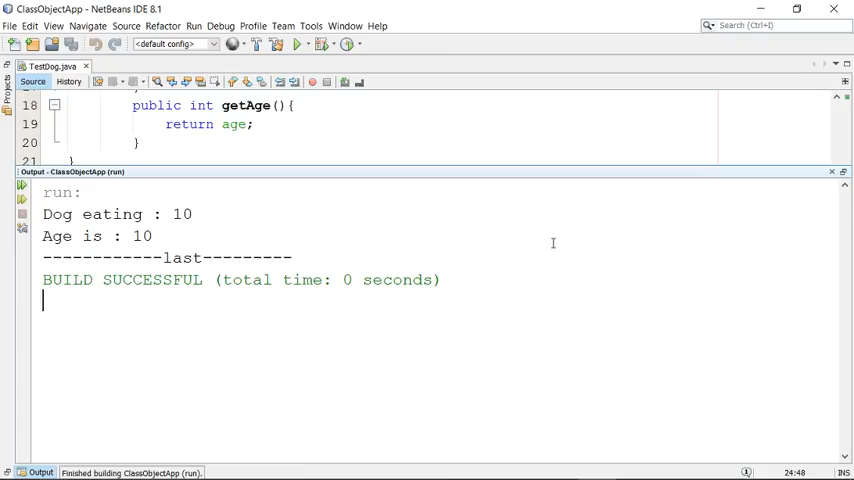 ClassObjectApp - NetBeans IDE 8.1
File Edit View Navigate Source Refactor Run Debug Profile Team Tools Window Help
Search (Ctrl+I)
<default config>
TestDog.java
Source History
Projects
18 public int getAge(){
19 return age;
20 }
21 }
Output - ClassObjectApp (run)
run:
Dog eating : 10
Age is : 10
------------last---------
BUILD SUCCESSFUL (total time: 0 seconds)
Output Finished building ClassObjectApp (run). 24:48 INS